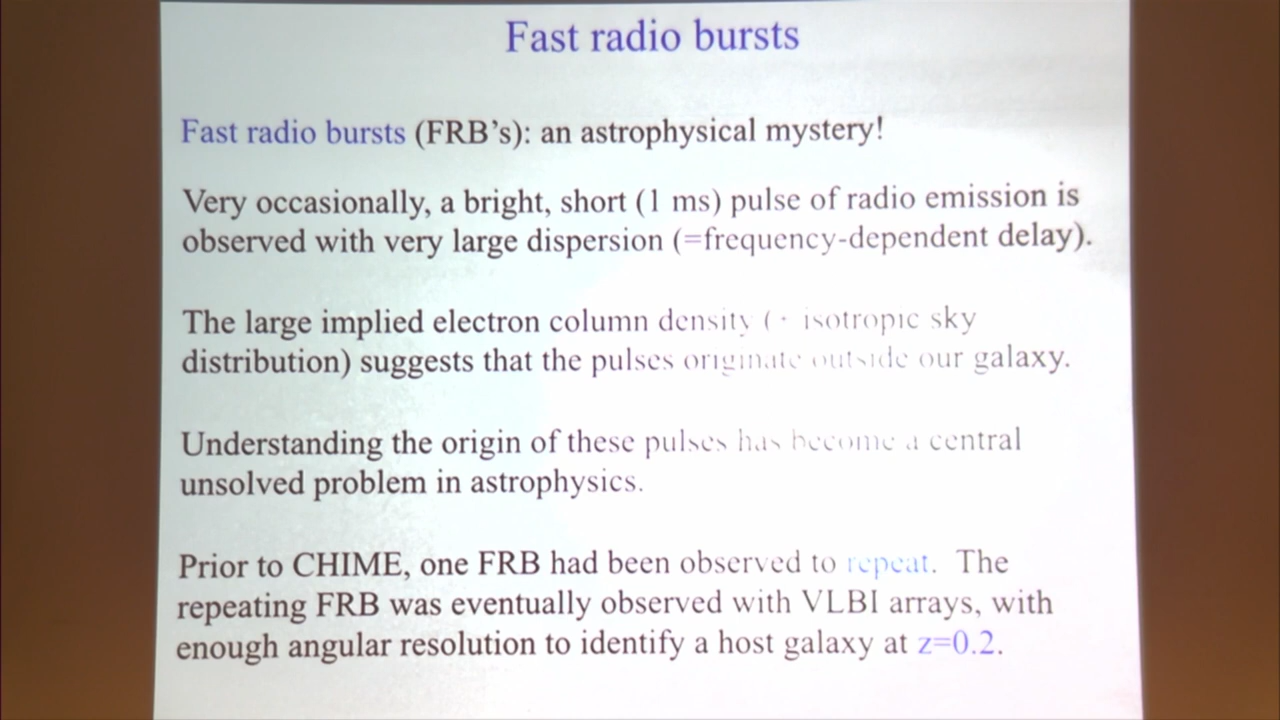 Fast radio bursts
Fast radio bursts (FRB's): an astrophysical mystery!
Very occasionally, a bright, short (1 ms) pulse of radio emission is
observed with very large dispersion (=frequency-dependent delay).
The large implied electron column density ( isotropic sky
distribution) suggests that the pulses originate outside our galaxy.
Understanding the origin of these pulses has become a central
unsolved problem in astrophysics.
Prior to CHIME, one FRB had been observed to repeat. The
repeating FRB was eventually observed with VLBI arrays, with
enough angular resolution to identify a host galaxy at z=0.2.